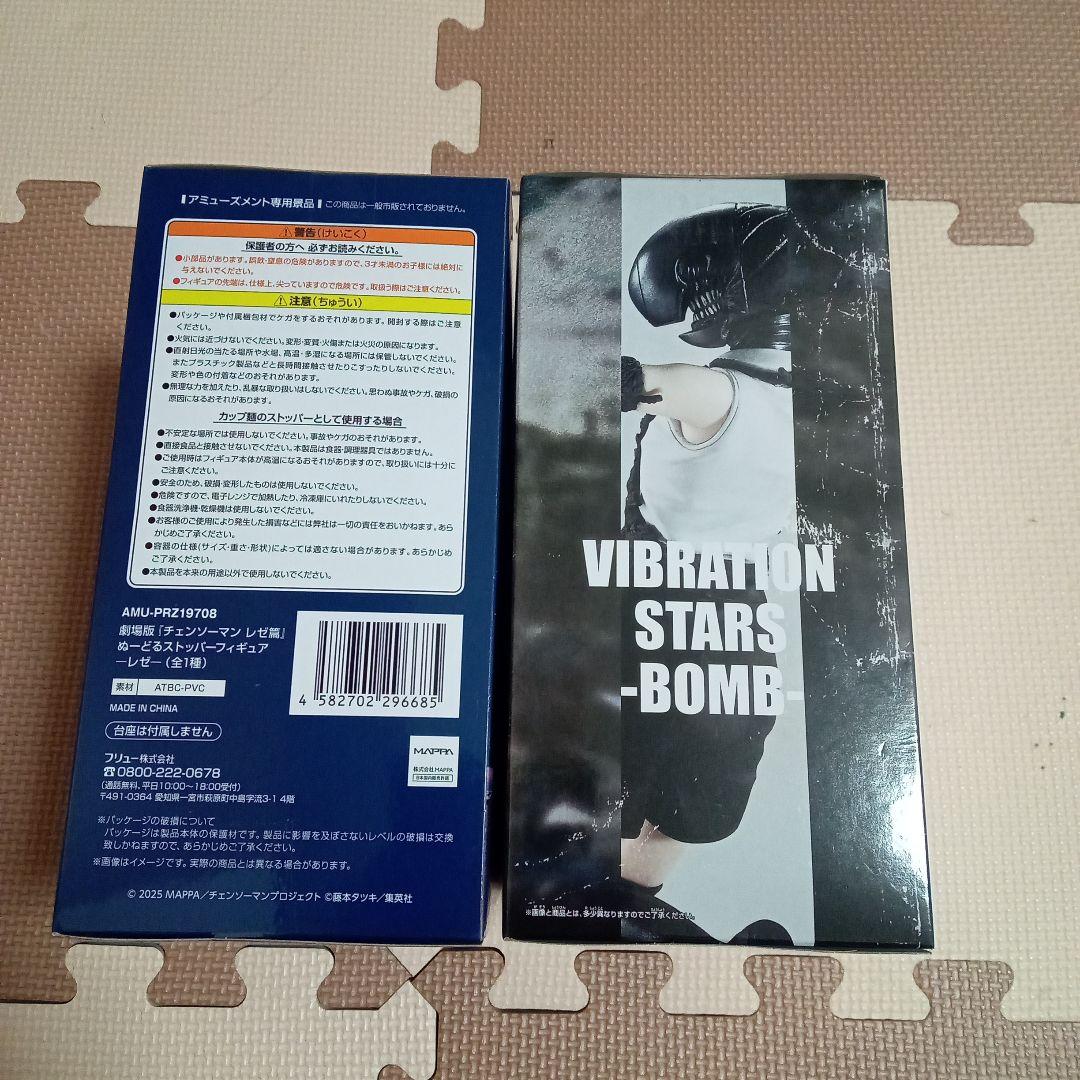 アミューズメント専用景品 この商品は一般市販されておりません。
警告(けいこく)
保護者の方へ 必ずお読みください。
●小部品があります。誤飲・窒息の危険がありますので、3才未満のお子様には絶対に
与えないでください。
●フィギュアの先端は、仕様上、尖っていますので危険です。取扱う際はご注意ください。
注意(ちゅうい)
●パッケージや付属梱包材でケガをするおそれがあります。開封する際はご注意
ください。
●火気には近づけないでください。変形・変質・火傷または火災の原因になります。
●直射日光の当たる場所や水場、高温・多湿になる場所には保管しないでください。
またプラスチック製品などと長時間接触させたりこすったりしないでください。
変形や色の付着などのおそれがあります。
●無理な力を加えたり、乱暴な取り扱いはしないでください。思わぬ事故やケガ、破損の
原因になるおそれがあります。
カップ麺のストッパーとして使用する場合
●不安定な場所では使用しないでください。事故やケガのおそれがあります。
●直接食品と接触させないでください。本製品は食器・調理器具ではありません。
●ご使用時はフィギュア本体が高温になるおそれがありますので、取り扱いには十分に
ご注意ください。
●安全のため、破損・変形したものは使用しないでください。
●危険ですので、電子レンジで加熱したり、冷凍庫にいれたりしないでください。
●食器洗浄機・乾燥機は使用しないでください。
●お客様のご使用により発生した損害などには弊社は一切の責任をおいかねます。あら
かじめご了承ください。
●容器の仕様(サイズ・重さ・形状)によっては適さない場合があります。あらかじめ
ご了承ください。
●本製品を本来の用途以外で使用しないでください。
AMU-PRZ19708
劇場版『チェンソーマン レゼ篇』
ぬーどるストッパーフィギュア
―レゼ―(全1種)
素材 ATBC-PVC
MADE IN CHINA
4 582702 296685
台座は付属しません
フリュー株式会社
☎0800-222-0678
(通話無料、平日10:00〜18:00受付)
〒491-0364 愛知県一宮市萩原町中島字流3-1 4階
MAPPA
株式会社MAPPA
日本国内販売許諾
※パッケージの破損について
パッケージは製品本体の保護材です。製品に影響を及ぼさないレベルの破損は交換
致しかねますので、あらかじめご了承ください。
※画像はイメージです。実際の商品とは異なる場合があります。
© 2025 MAPPA/チェンソーマンプロジェクト ©藤本タツキ/集英社
VIBRATION
STARS
-BOMB-
※画像と商品とは、多少異なりますのでご了承ください。